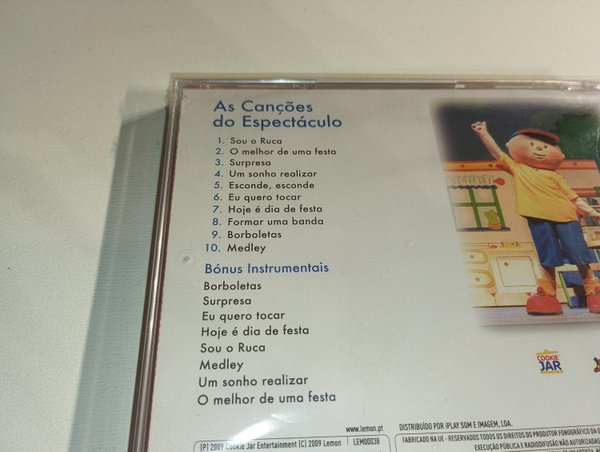 As Canções
do Espectáculo
1. Sou o Ruca
2. O melhor de uma festa
3. Surpresa
4. Um sonho realizar
5. Esconde, esconde
6. Eu quero tocar
7. Hoje é dia de festa
8. Formar uma banda
9. Borboletas
10. Medley
Bónus Instrumentais
Borboletas
Surpresa
Eu quero tocar
Hoje é dia de festa
Sou o Ruca
Medley
Um sonho realizar
O melhor de uma festa
COOKIE
JAR
www.lemon.pt
(P) 2009 Cookie Jar Entertainment (C) 2009 Lemon
LEM00038
DISTRIBUÍDO POR IPLAY SOM E IMAGEM, LDA.
FABRICADO NA UE - RESERVADOS TODOS OS DIREITOS DO PRODUTOR FONOGRÁFICO DA
EXECUÇÃO PÚBLICA E RADIODIFUSÃO NÃO AUTORIZADAS